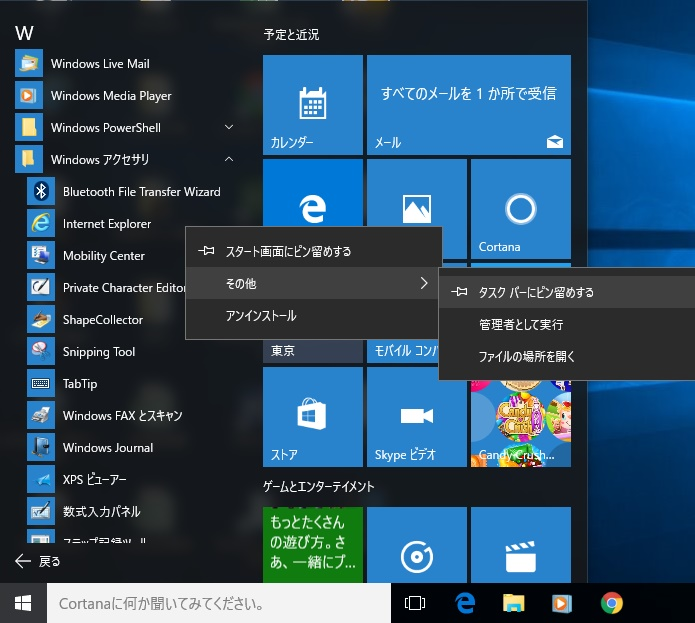 W
Windows Live Mail
Windows Media Player
Windows PowerShell
Windows アクセサリ
Bluetooth File Transfer Wizard
Internet Explorer
Mobility Center
Private Character Editor
ShapeCollector
Snipping Tool
TabTip
Windows FAX とスキャン
Windows Journal
XPS ビューアー
数式入力パネル
ステップ記録ツール
戻る
予定と近況
カレンダー
すべてのメールを 1 か所で受信
メール
Cortana
スタート画面にピン留めする
その他
アンインストール
タスク バーにピン留めする
管理者として実行
ファイルの場所を開く
東京
モバイル コン
ストア
Skype ビデオ
Candy Crush...
ゲームとエンターテイメント
もっとたくさん
の遊び方。さ
あ、一緒にプ...
Cortanaに何か聞いてみてください。